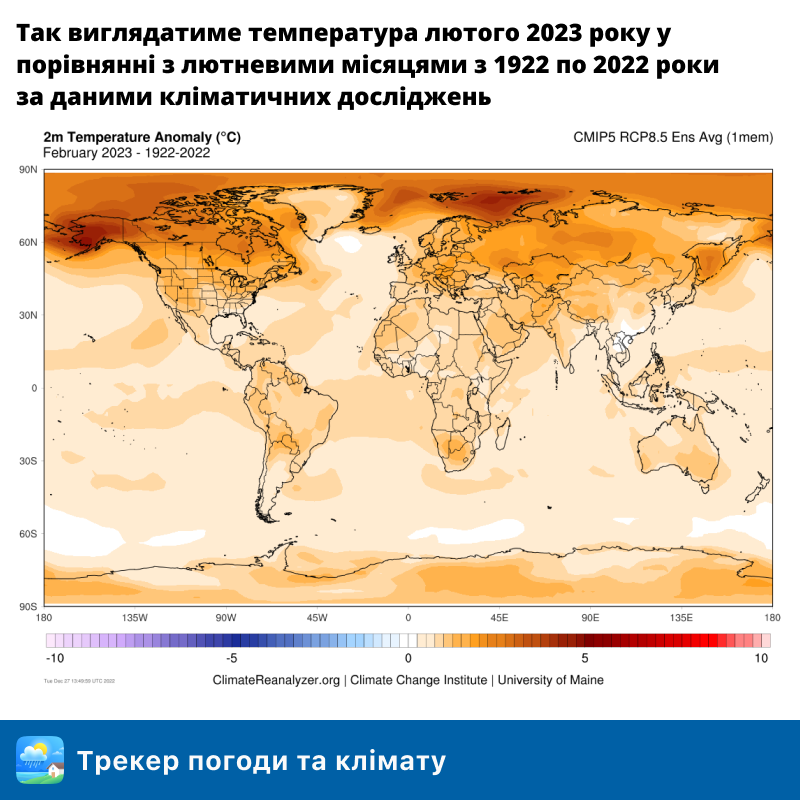 Так виглядатиме температура лютого 2023 року у
порівнянні з лютневими місяцями з 1922 по 2022 роки
за даними кліматичних досліджень
2m Temperature Anomaly (°C)
CMIP5 RCP8.5 Ens Avg (1mem)
February 2023 - 1922-2022
90N
60N
30N
0
30S
60S
90S
180 135W 90W 45W 0 45E 90E 135E 180
-10 -5 0 5 10
Tue Dec 27 13:49:55 UTC 2022
ClimateReanalyzer.org | Climate Change Institute | University of Maine
Трекер погоди та клімату